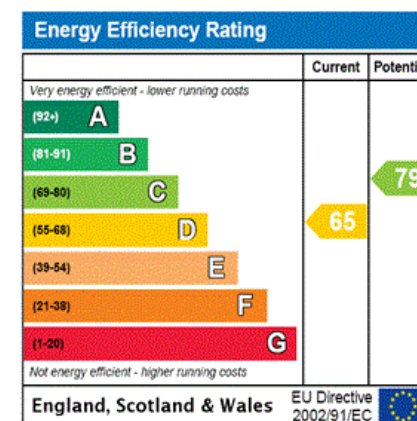 Energy Efficiency Rating
Current Potenti
Very energy efficient - lower running costs
(92+) A
(81-91) B
(69-80) C
79
(55-68) D
65
(39-54) E
(21-38) F
(1-20) G
Not energy efficient - higher running costs
England, Scotland & Wales
EU Directive
2002/91/EC